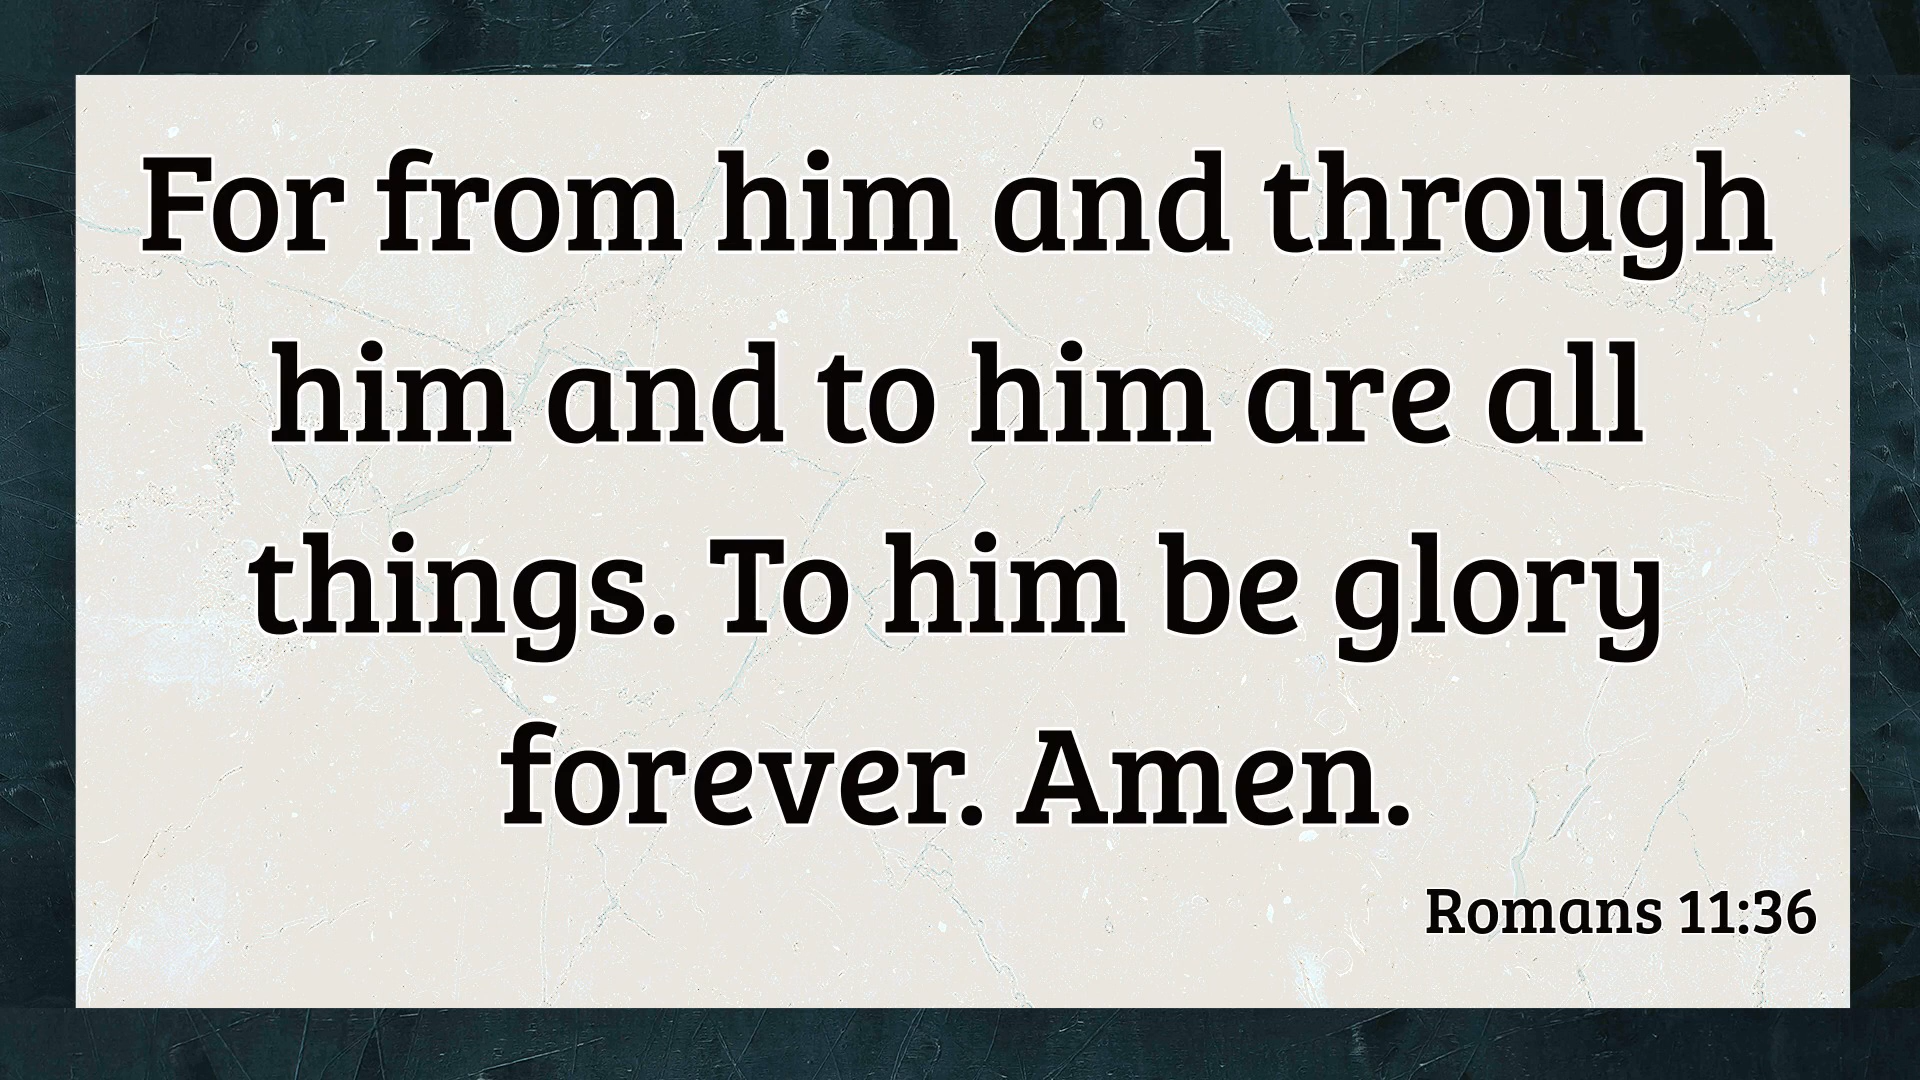 For from him and through
him and to him are all
things. To him be glory
forever. Amen.
Romans 11:36